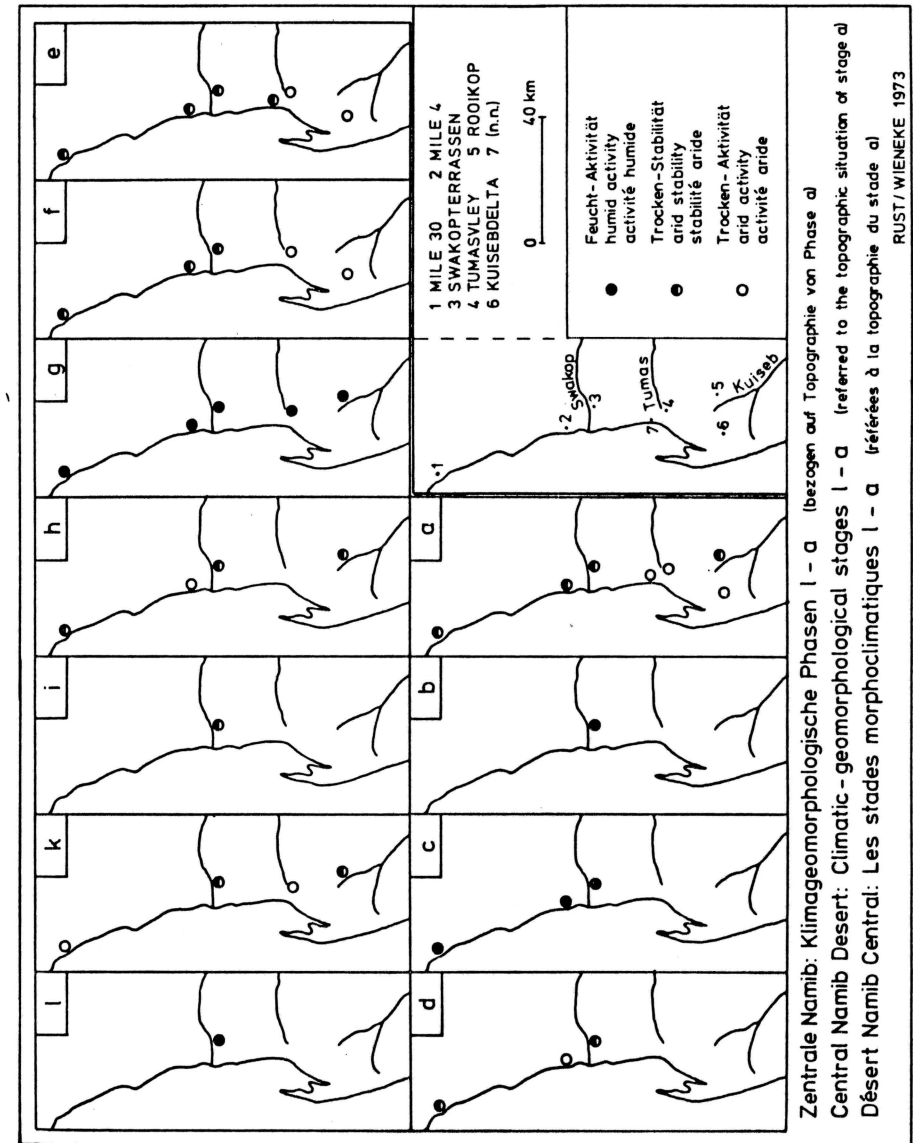 l
k
i
h
g
f
e
d
c
b
a
·1
·2
Swakop
·3
7·
Tumas
·4
·5
·6
Kuiseb
1 MILE 30 2 MILE 4
3 SWAKOPTERRASSEN
4 TUMASVLEY 5 ROOIKOP
6 KUISEBDELTA 7 (n.n.)
0 40 km
Feucht-Aktivität
humid activity
activité humide
Trocken-Stabilität
arid stability
stabilité aride
Trocken-Aktivität
arid activity
activité aride
Zentrale Namib: Klimageomorphologische Phasen l - a (bezogen auf Topographie von Phase a)
Central Namib Desert: Climatic-geomorphological stages l - a (referred to the topographic situation of stage a)
Désert Namib Central: Les stades morphoclimatiques l - a (référées à la topographie du stade a)
RUST/WIENEKE 1973